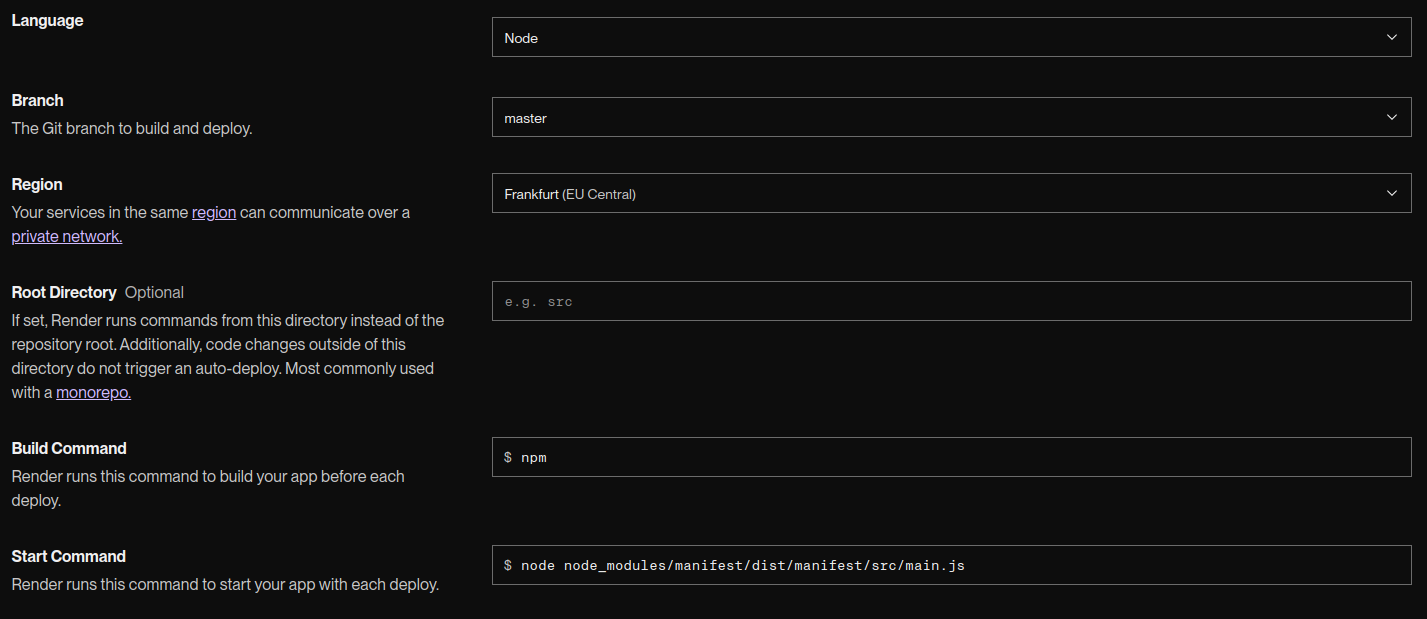 Language
Node
Branch
The Git branch to build and deploy.
master
Region
Your services in the same region can communicate over a
private network.
Frankfurt (EU Central)
Root Directory Optional
If set, Render runs commands from this directory instead of the
repository root. Additionally, code changes outside of this
directory do not trigger an auto-deploy. Most commonly used
with a monorepo.
e.g. src
Build Command
Render runs this command to build your app before each
deploy.
$ npm
Start Command
Render runs this command to start your app with each deploy.
$ node node_modules/manifest/dist/manifest/src/main.js